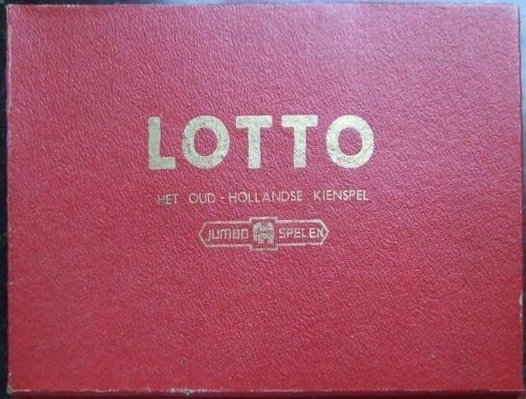 LOTTO
HET OUD-HOLLANDSE KIENSPEL
JUMBO SPELEN